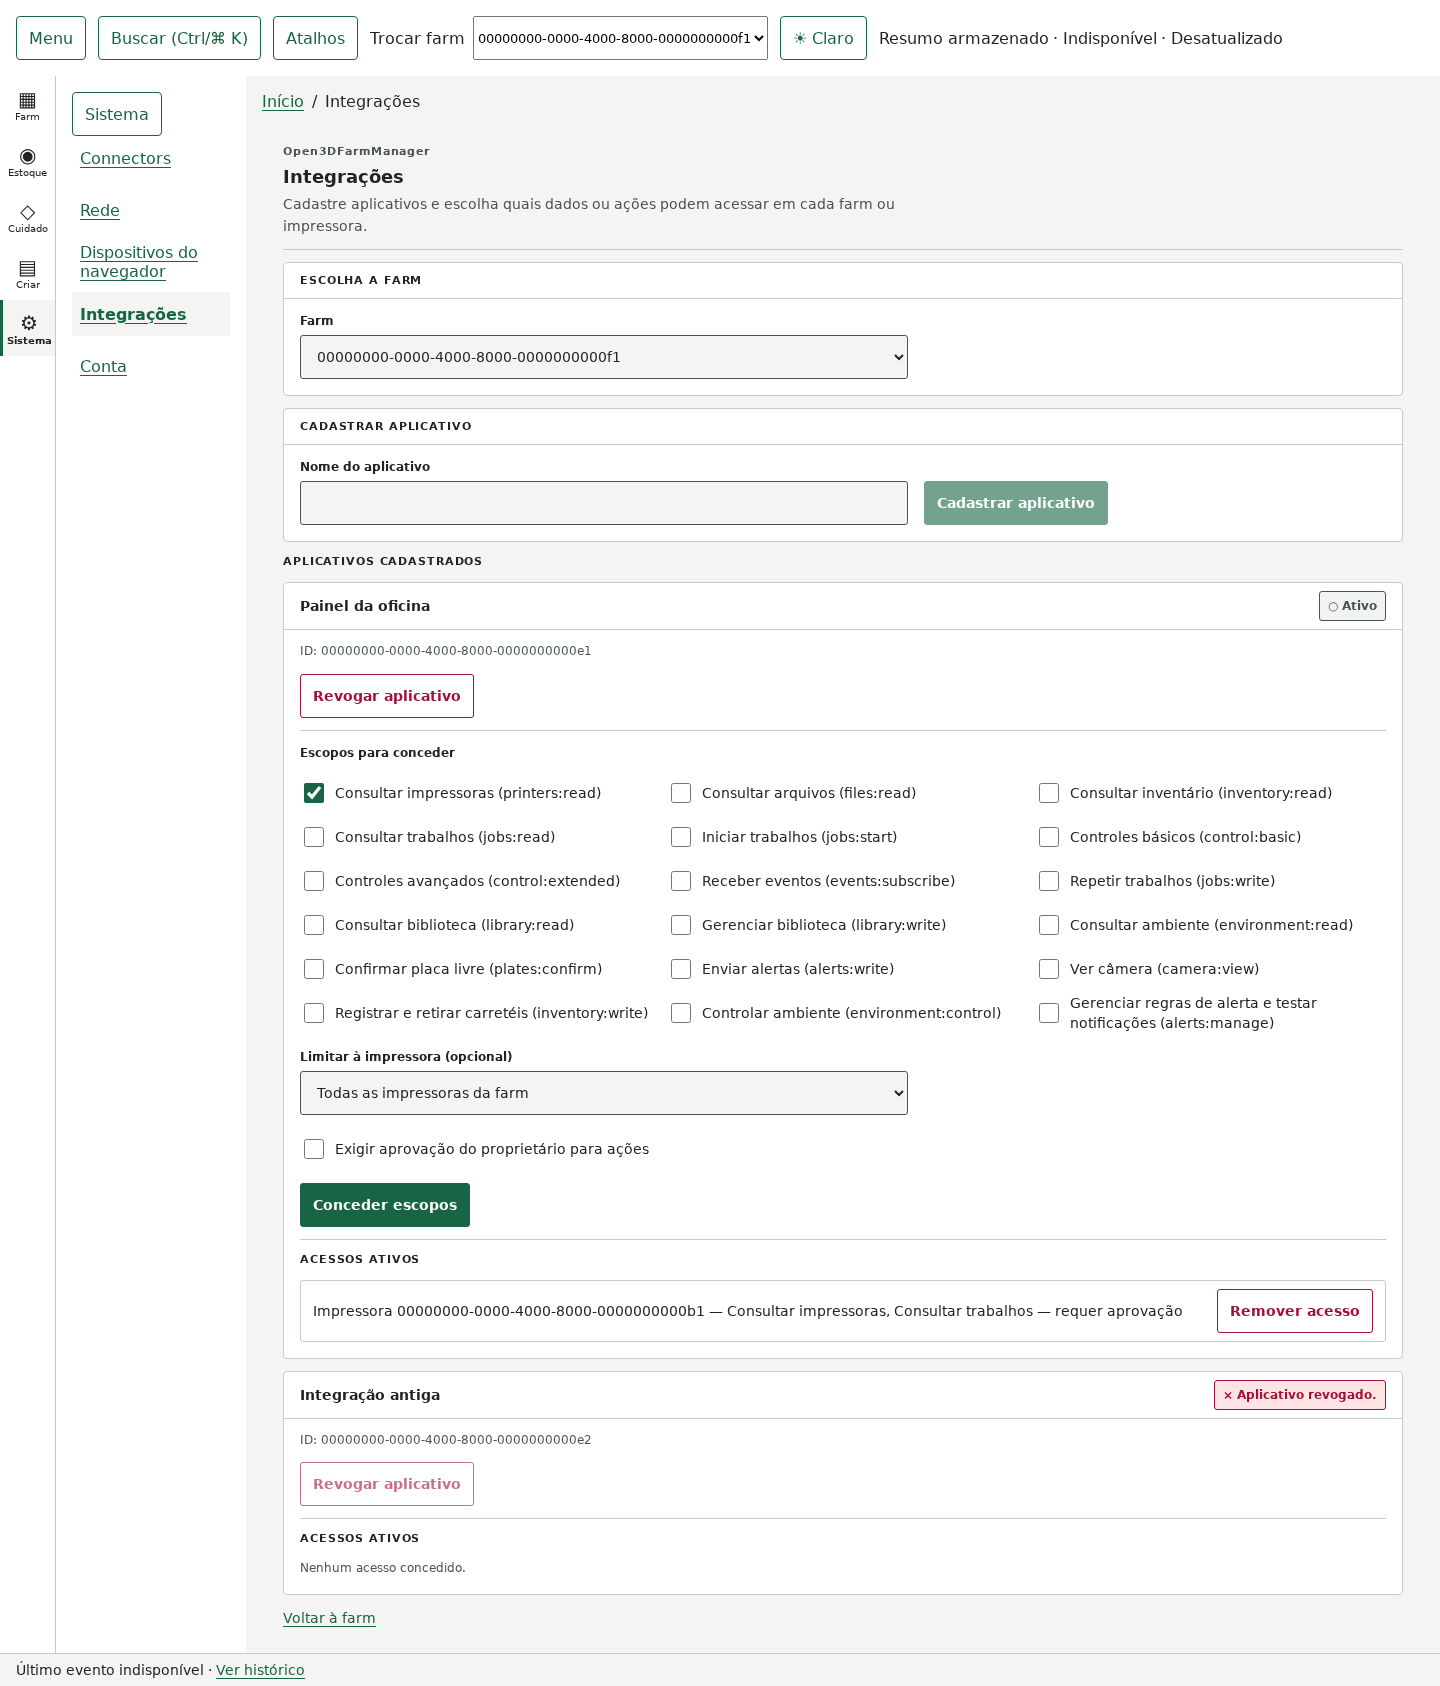 Menu
Buscar (Ctrl/⌘ K)
Atalhos
Trocar farm
00000000-0000-4000-8000-0000000000f1
☀ Claro
Resumo armazenado · Indisponível · Desatualizado
Farm
Estoque
Cuidado
Criar
Sistema
Sistema
Connectors
Rede
Dispositivos do
navegador
Integrações
Conta
Início / Integrações
Open3DFarmManager
Integrações
Cadastre aplicativos e escolha quais dados ou ações podem acessar em cada farm ou
impressora.
ESCOLHA A FARM
Farm
00000000-0000-4000-8000-0000000000f1
CADASTRAR APLICATIVO
Nome do aplicativo
Cadastrar aplicativo
APLICATIVOS CADASTRADOS
Painel da oficina
○ Ativo
ID: 00000000-0000-4000-8000-0000000000e1
Revogar aplicativo
Escopos para conceder
Consultar impressoras (printers:read)
Consultar arquivos (files:read)
Consultar inventário (inventory:read)
Consultar trabalhos (jobs:read)
Iniciar trabalhos (jobs:start)
Controles básicos (control:basic)
Controles avançados (control:extended)
Receber eventos (events:subscribe)
Repetir trabalhos (jobs:write)
Consultar biblioteca (library:read)
Gerenciar biblioteca (library:write)
Consultar ambiente (environment:read)
Confirmar placa livre (plates:confirm)
Enviar alertas (alerts:write)
Ver câmera (camera:view)
Registrar e retirar carretéis (inventory:write)
Controlar ambiente (environment:control)
Gerenciar regras de alerta e testar
notificações (alerts:manage)
Limitar à impressora (opcional)
Todas as impressoras da farm
Exigir aprovação do proprietário para ações
Conceder escopos
ACESSOS ATIVOS
Impressora 00000000-0000-4000-8000-0000000000b1 — Consultar impressoras, Consultar trabalhos — requer aprovação
Remover acesso
Integração antiga
× Aplicativo revogado.
ID: 00000000-0000-4000-8000-0000000000e2
Revogar aplicativo
ACESSOS ATIVOS
Nenhum acesso concedido.
Voltar à farm
Último evento indisponível · Ver histórico